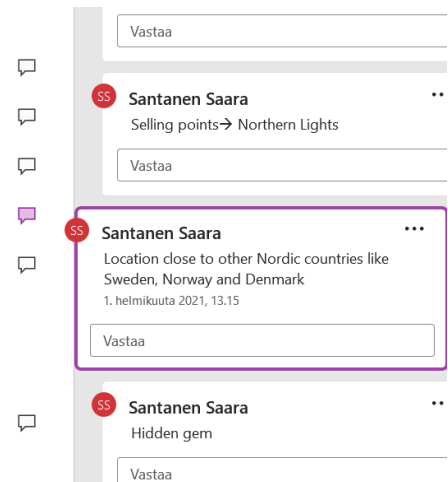 Vastaa
SS
Santanen Saara
Selling points→ Northern Lights
Vastaa
SS
Santanen Saara
Location close to other Nordic countries like
Sweden, Norway and Denmark
1. helmikuuta 2021, 13.15
Vastaa
SS
Santanen Saara
Hidden gem
Vastaa